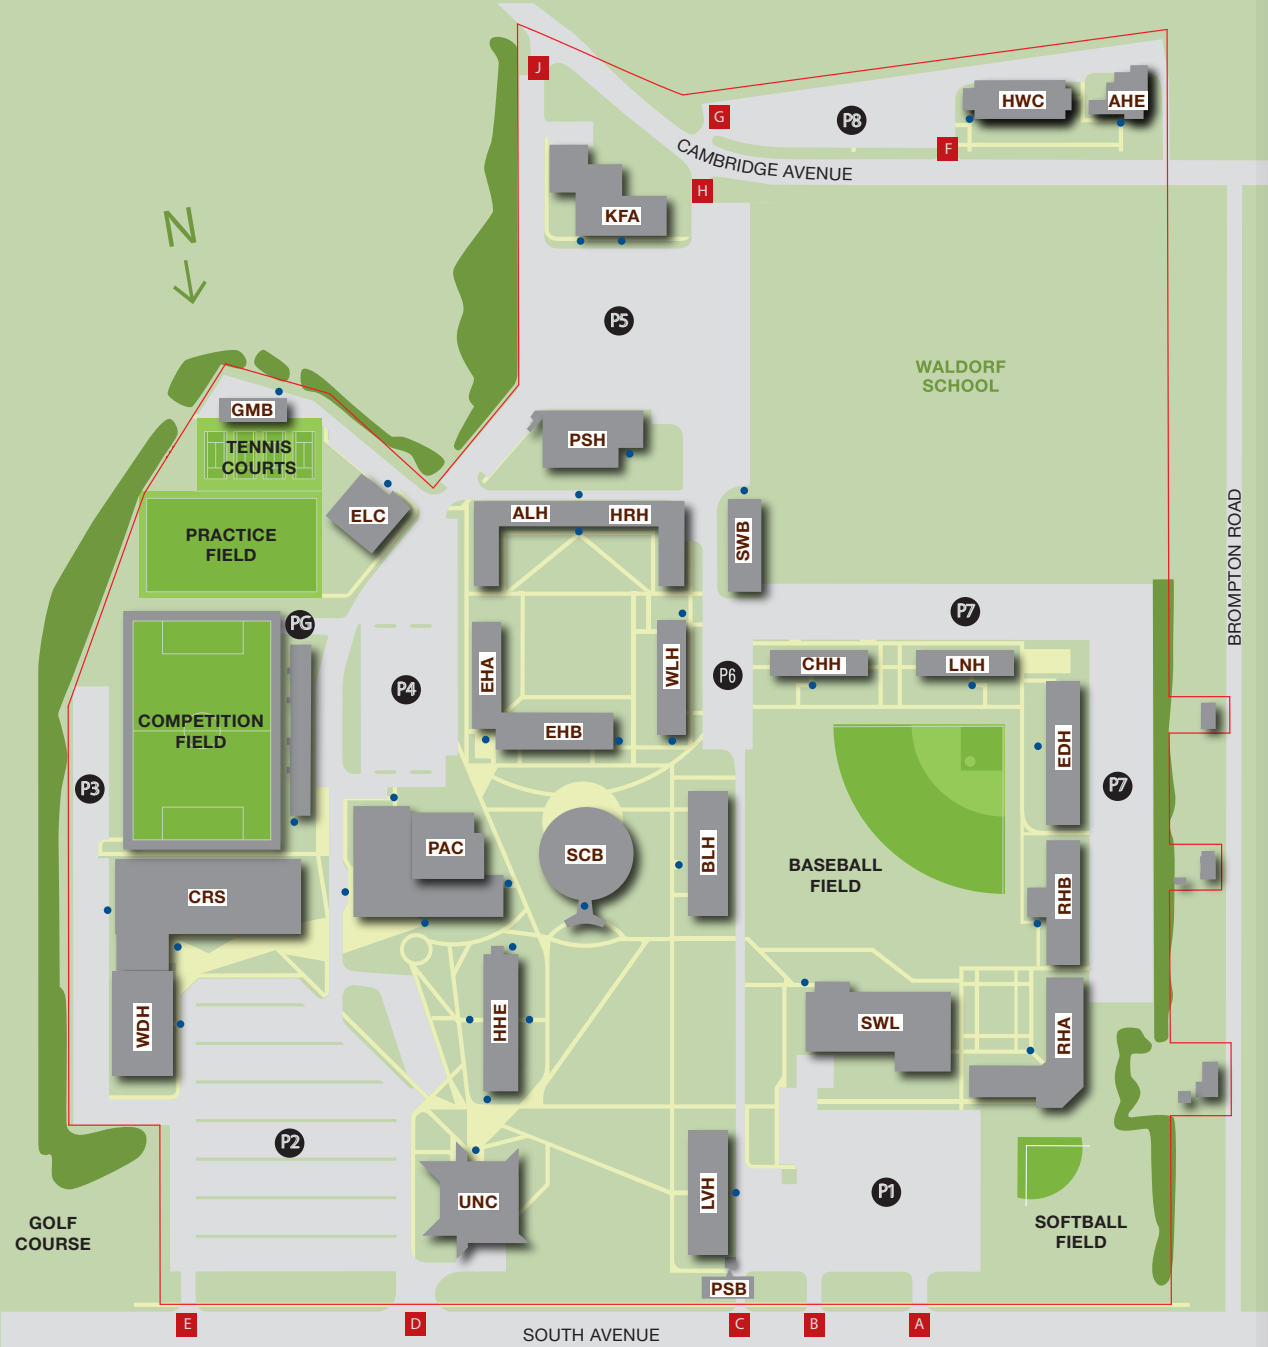 J
G
P8
HWC
AHE
CAMBRIDGE AVENUE
F
H
KFA
N
P5
WALDORF
SCHOOL
GMB
TENNIS
COURTS
PSH
ELC
ALH
HRH
SWB
BROMPTON ROAD
PRACTICE
FIELD
PG
P7
EHA
WLH
P6
CHH
LNH
P4
COMPETITION
FIELD
EHB
EDH
P3
P7
PAC
SCB
BLH
BASEBALL
FIELD
CRS
RHB
WDH
HHE
SWL
RHA
P2
UNC
LVH
P1
GOLF
COURSE
SOFTBALL
FIELD
PSB
E
D
C
B
A
SOUTH AVENUE